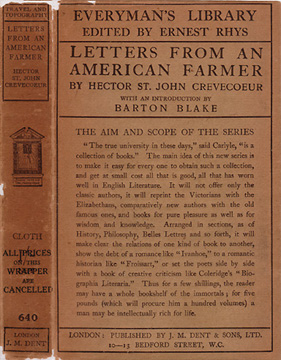 TRAVEL AND
TOPOGRAPHY
LETTERS
FROM AN
AMERICAN
FARMER
HECTOR
ST. JOHN
CREVECOEUR
CLOTH
ALL PRICES
ON THIS
WRAPPER
ARE
CANCELLED
640
LONDON
J. M. DENT
EVERYMAN'S LIBRARY
EDITED BY ERNEST RHYS
LETTERS FROM AN
AMERICAN FARMER
BY HECTOR ST. JOHN CREVECOEUR
WITH AN INTRODUCTION BY
BARTON BLAKE
THE AIM AND SCOPE OF THE SERIES
"The true university in these days," said Carlyle, "is a
collection of books." The main idea of this new series is
to make it easy for every one to obtain such a collection,
and get at small cost all that is good, all that has worn
well in English Literature. It will not offer only the
classic authors, it will reprint the Victorians with the
Elizabethans, comparatively new authors with the old
famous ones, and books for pure pleasure as well as for
wisdom and knowledge. Arranged in sections, as of
History, Philosophy, Belles Lettres and so forth, it will
make clear the relations of one kind of book to another,
show the debt of a romance like "Ivanhoe," to a romantic
histories like "Froissart," or set the poets side by side
with a book of creative criticism like Coleridge's "Bio-
graphia Literaria." Thus for a few shillings, the reader
may have a whole bookshelf of the immortals; for five
pounds (which will procure him a hundred volumes) a
man may be intellectually rich for life.
LONDON: PUBLISHED BY J. M. DENT & SONS, LTD.
10—13 BEDFORD STREET, W.C.